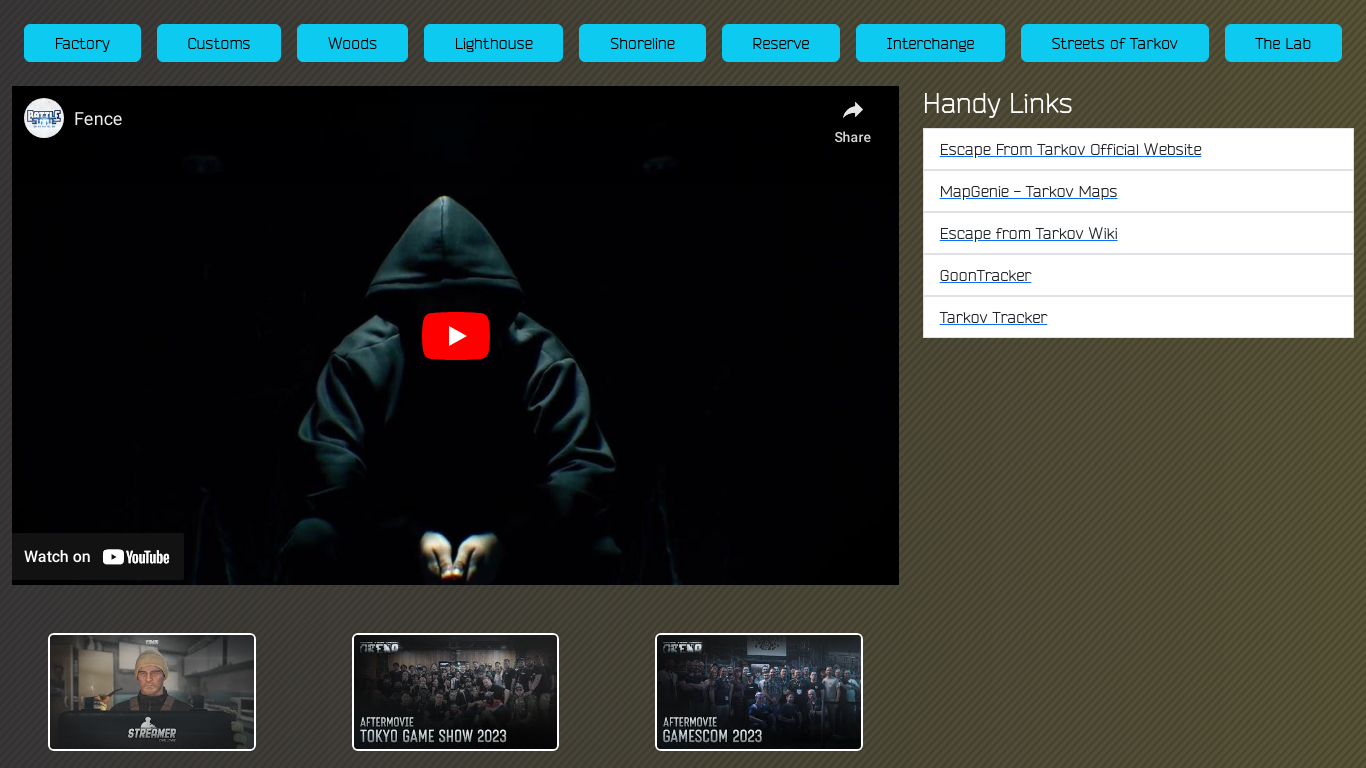 Factory
Customs
Woods
Lighthouse
Shoreline
Reserve
Interchange
Streets of Tarkov
The Lab
Fence
Share
Handy Links
Escape From Tarkov Official Website
MapGenie - Tarkov Maps
Escape from Tarkov Wiki
GoonTracker
Tarkov Tracker
Watch on YouTube
STREAMER
ARENA
AFTERMOVIE
TOKYO GAME SHOW 2023
ARENA
AFTERMOVIE
GAMESCOM 2023